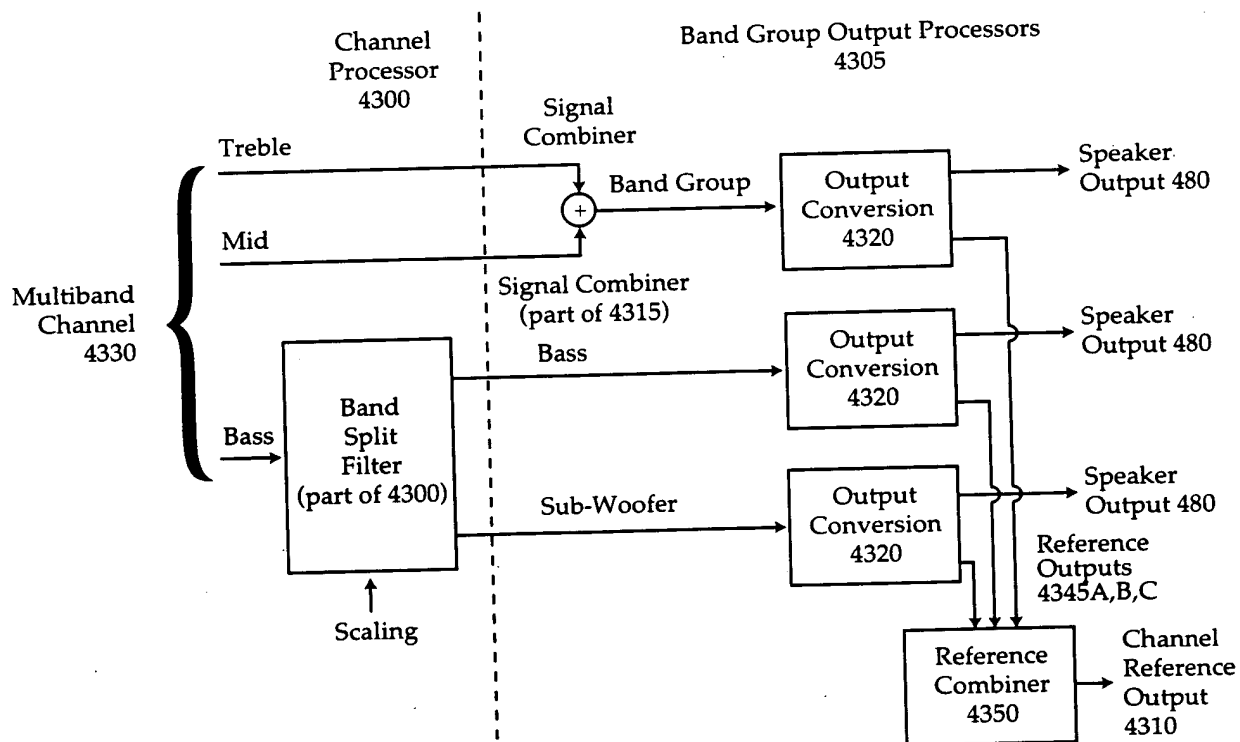 Channel
Processor
4300
Band Group Output Processors
4305
Signal
Combiner
Treble
Mid
+
Band Group
Output
Conversion
4320
Speaker
Output 480
Multiband
Channel
4330
Signal Combiner
(part of 4315)
Bass
Output
Conversion
4320
Speaker
Output 480
Bass
Band
Split
Filter
(part of 4300)
Sub-Woofer
Output
Conversion
4320
Speaker
Output 480
Scaling
Reference
Outputs
4345A,B,C
Reference
Combiner
4350
Channel
Reference
Output
4310